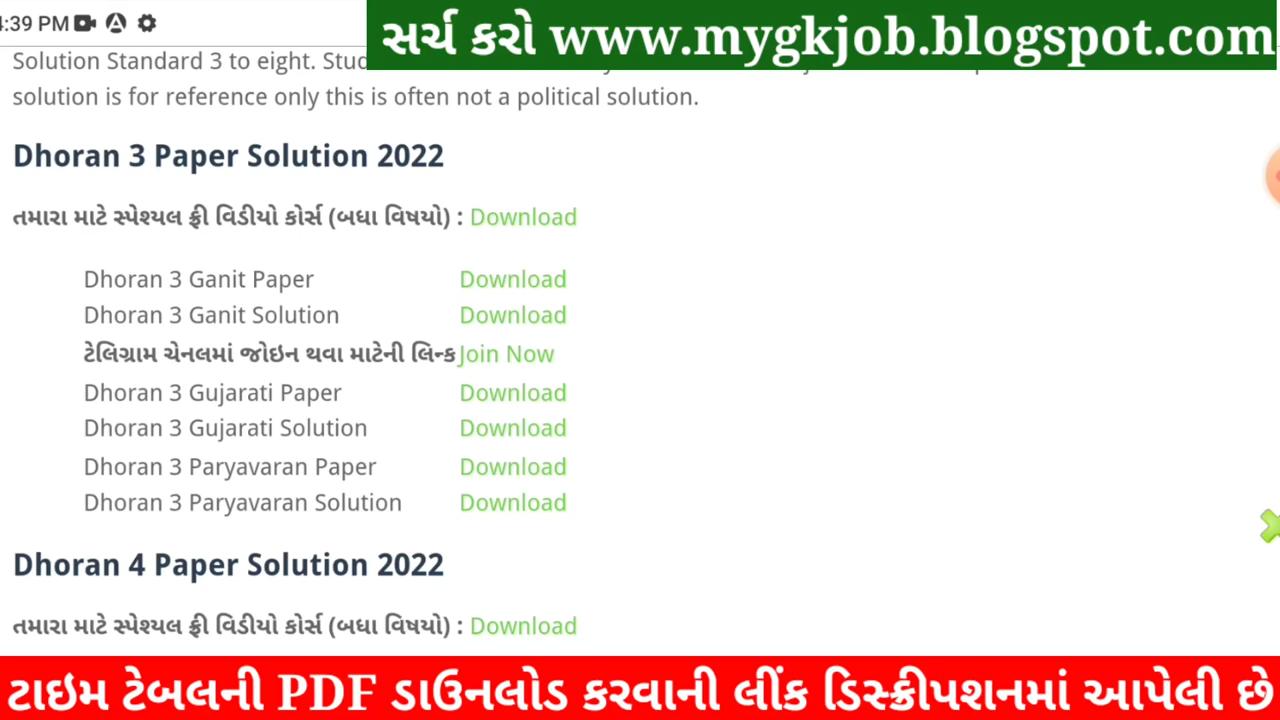 4:39 PM
સર્ચ કરો www.mygkjob.blogspot.com
Solution Standard 3 to eight.
solution is for reference only this is often not a political solution.
Dhoran 3 Paper Solution 2022
તમારા માટે સ્પેશ્યલ ફ્રી વિડીયો કોર્સ (બધા વિષયો) : Download
Dhoran 3 Ganit Paper Download
Dhoran 3 Ganit Solution Download
ટેલિગ્રામ ચેનલમાં જોઇન થવા માટેની લિન્ક Join Now
Dhoran 3 Gujarati Paper Download
Dhoran 3 Gujarati Solution Download
Dhoran 3 Paryavaran Paper Download
Dhoran 3 Paryavaran Solution Download
Dhoran 4 Paper Solution 2022
તમારા માટે સ્પેશ્યલ ફ્રી વિડીયો કોર્સ (બધા વિષયો) : Download
ટાઇમ ટેબલની PDF ડાઉનલોડ કરવાની લીંક ડિસ્ક્રીપશનમાં આપેલી છે